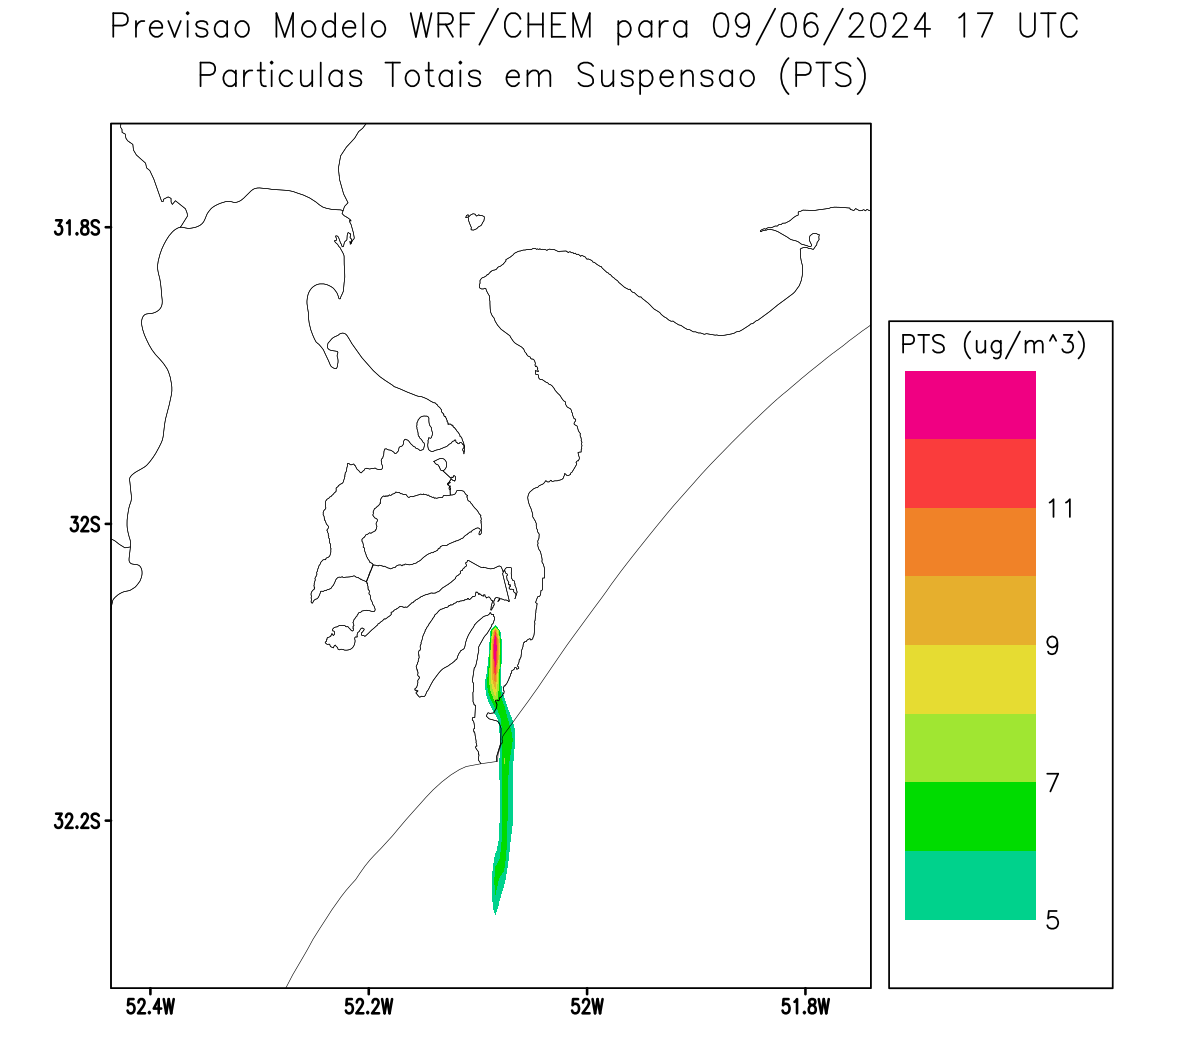 Previsao Modelo WRF/CHEM para 09/06/2024 17 UTC
Particulas Totais em Suspensao (PTS)
31.8S
32S
32.2S
52.4W
52.2W
52W
51.8W
PTS (ug/m^3)
11
9
7
5